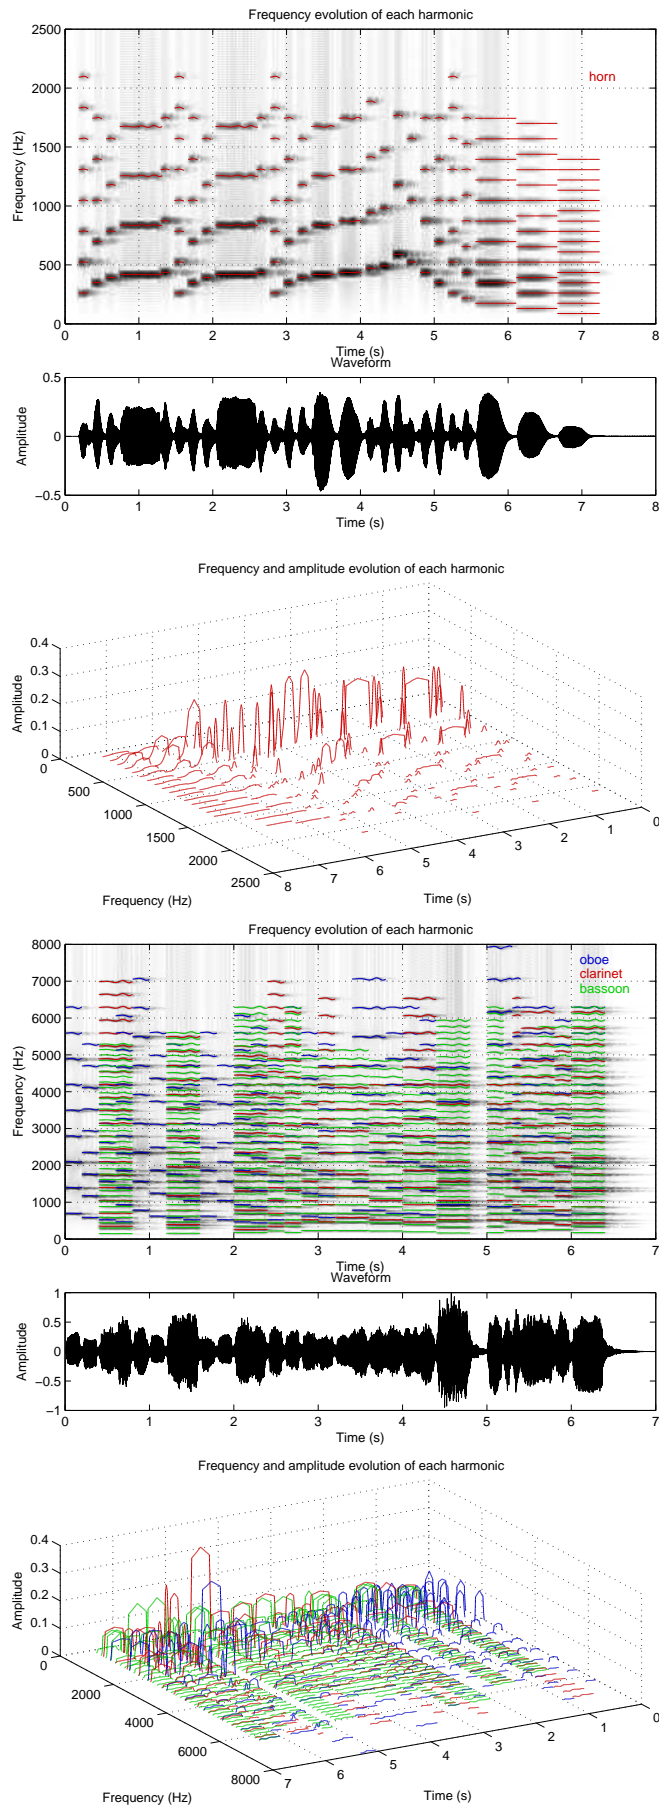 Frequency evolution of each harmonic
2500
2000
1500
1000
500
0
Frequency (Hz)
horn
0 1 2 3 4 5 6 7 8
Time (s)
Waveform
0.5
0
−0.5
Amplitude
0 1 2 3 4 5 6 7 8
Time (s)
Frequency and amplitude evolution of each harmonic
0.4
0.3
0.2
0.1
0
Amplitude
0
500
1000
1500
2000
2500
Frequency (Hz)
8 7 6 5 4 3 2 1 0
Time (s)
Frequency evolution of each harmonic
8000
7000
6000
5000
4000
3000
2000
1000
0
Frequency (Hz)
oboe
clarinet
bassoon
0 1 2 3 4 5 6 7
Time (s)
Waveform
1
0.5
0
−0.5
−1
Amplitude
0 1 2 3 4 5 6 7
Time (s)
Frequency and amplitude evolution of each harmonic
0.4
0.3
0.2
0.1
0
Amplitude
0
2000
4000
6000
8000
Frequency (Hz)
7 6 5 4 3 2 1 0
Time (s)